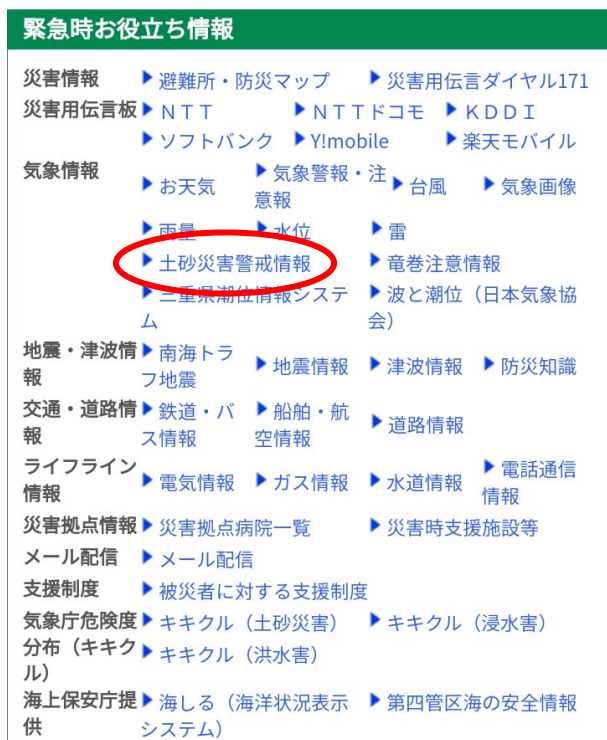 緊急時お役立ち情報
災害情報 避難所・防災マップ 災害用伝言ダイヤル171
災害用伝言板 ＮＴＴ ＮＴＴドコモ ＫＤＤＩ
ソフトバンク Y!mobile 楽天モバイル
気象情報 お天気 気象警報・注意報 台風 気象画像
雨量 水位 雷
土砂災害警戒情報 竜巻注意情報
三重県潮位情報システム 波と潮位（日本気象協会）
地震・津波情報 南海トラフ地震 地震情報 津波情報 防災知識
交通・道路情報 鉄道・バス情報 船舶・航空情報 道路情報
ライフライン情報 電気情報 ガス情報 水道情報 電話通信情報
災害拠点情報 災害拠点病院一覧 災害時支援施設等
メール配信 メール配信
支援制度 被災者に対する支援制度
気象庁危険度分布（キキクル） キキクル（土砂災害） キキクル（浸水害）
キキクル（洪水害）
海上保安庁提供 海しる（海洋状況表示システム） 第四管区海の安全情報